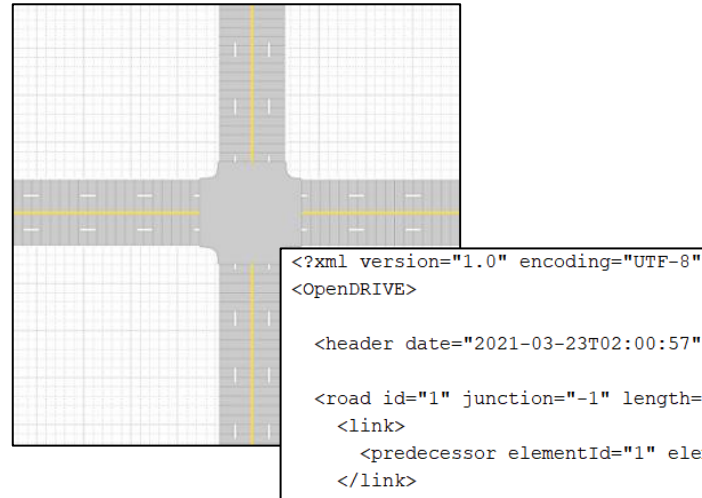 <?xml version="1.0" encoding="UTF-8"
<OpenDRIVE>
<header date="2021-03-23T02:00:57"
<road id="1" junction="-1" length=
<link>
<predecessor elementId="1" ele
</link>